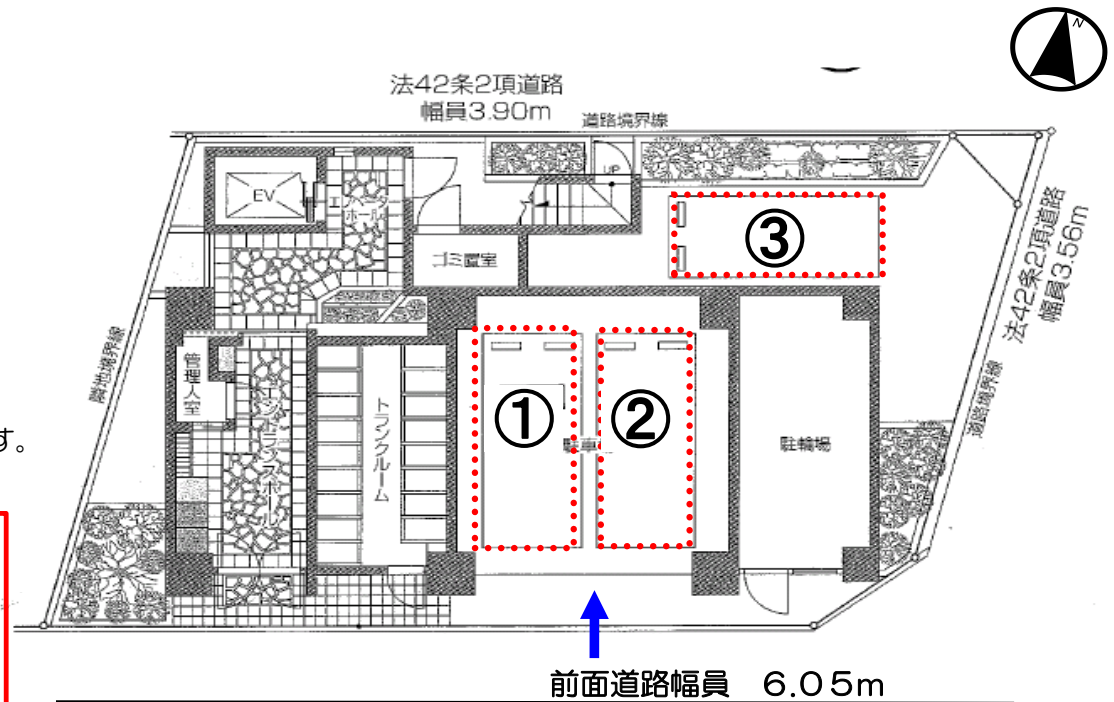 N
法42条2項道路
幅員3.90m
道路境界線
UP
EV
エレベーターホール
③
ゴミ置室
法42条2項道路
幅員3.56m
隣地境界線
管理人室
エントランスホール
トランクルーム
①
②
駐車
駐輪場
道路境界線
す。
前面道路幅員 6.05m